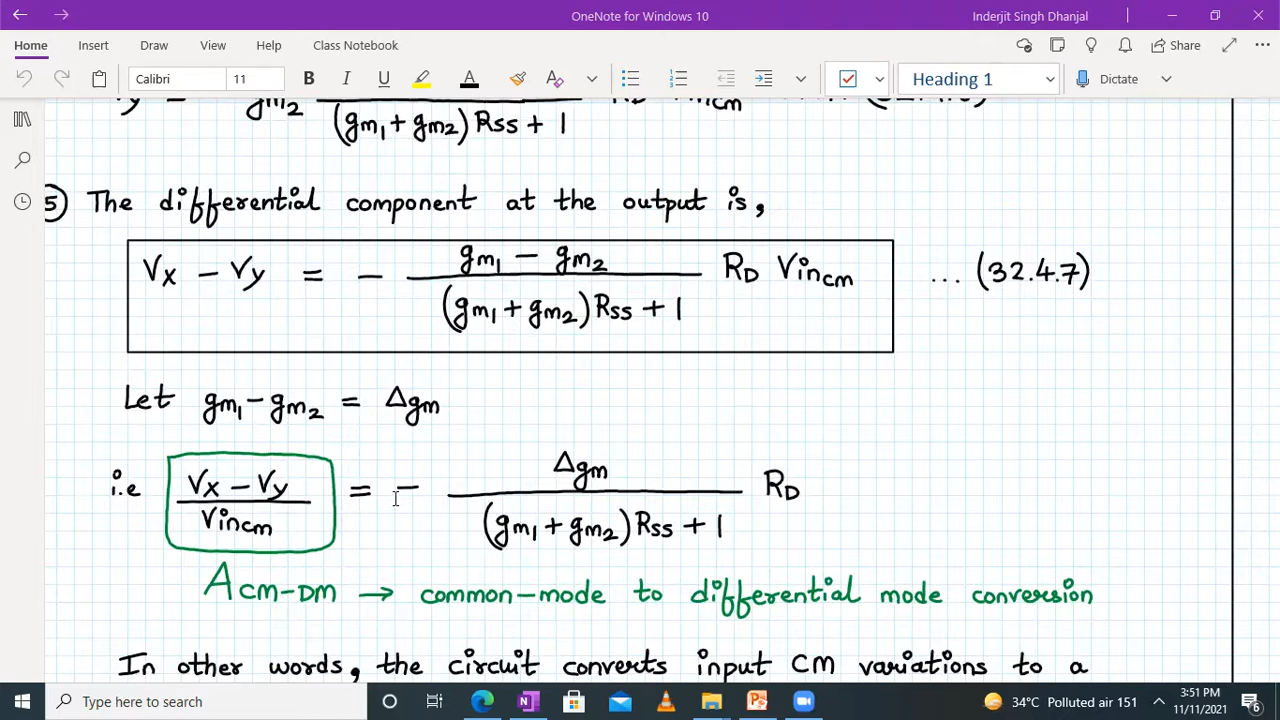 OneNote for Windows 10
Inderjit Singh Dhanjal
Home Insert Draw View Help Class Notebook Share
Calibri 11 B I U A Heading 1 Dictate
gm2 / (gm1 + gm2) Rss + 1 RD Vincm
5 The differential component at the output is,
Vx - Vy = - (gm1 - gm2) / ((gm1 + gm2) Rss + 1) RD Vincm ... (32.4.7)
Let gm1 - gm2 = Δgm
i.e (Vx - Vy) / Vincm = - Δgm / ((gm1 + gm2) Rss + 1) RD
ACM-DM → common-mode to differential mode conversion
In other words, the circuit converts input CM variations to a
Type here to search
34°C Polluted air 151
3:51 PM
11/11/2021
6